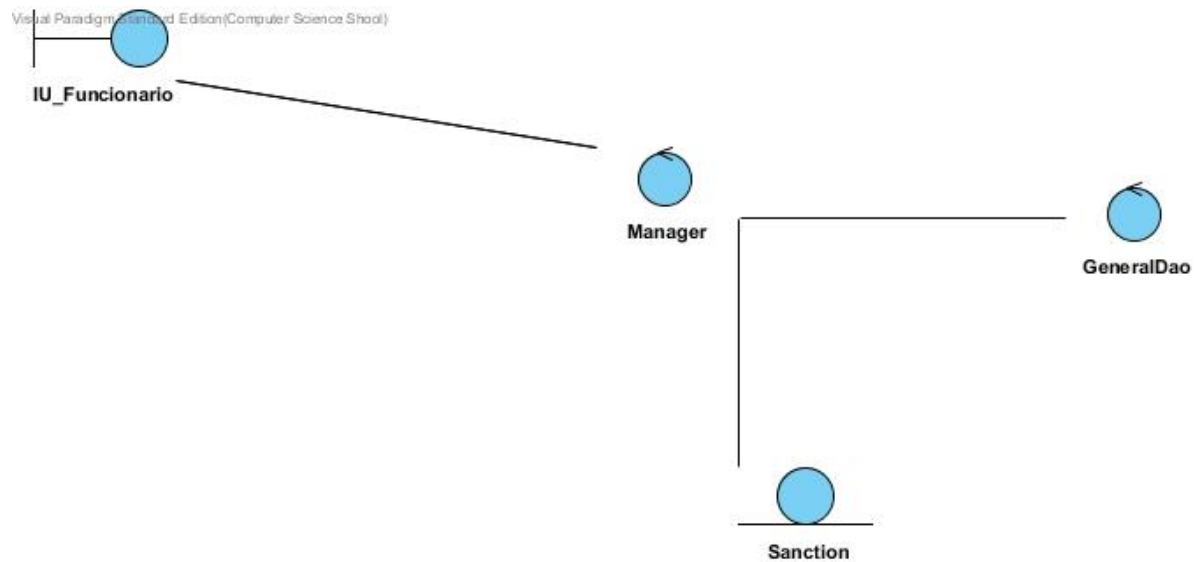 Visual Paradigm Standard Edition(Computer Science Shool)
IU_Funcionario
Manager
GeneralDao
Sanction